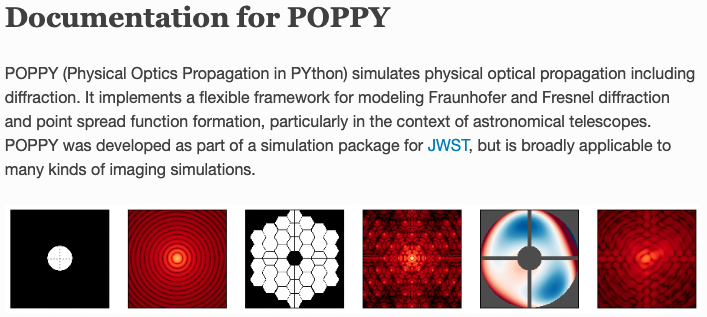 Documentation for POPPY
POPPY (Physical Optics Propagation in PYthon) simulates physical optical propagation including
diffraction. It implements a flexible framework for modeling Fraunhofer and Fresnel diffraction
and point spread function formation, particularly in the context of astronomical telescopes.
POPPY was developed as part of a simulation package for JWST, but is broadly applicable to
many kinds of imaging simulations.